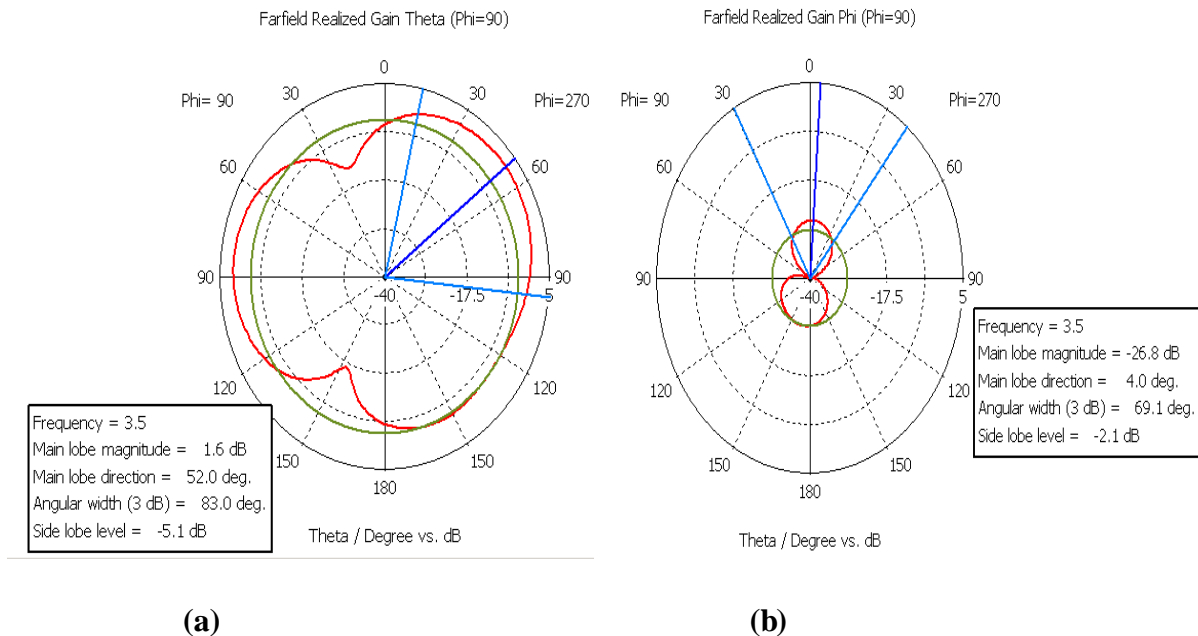 Farfield Realized Gain Theta (Phi=90)
0
Phi= 90
30
30
Phi=270
60
60
90
-40
-17.5
5
90
120
120
150
150
180
Frequency = 3.5
Main lobe magnitude = 1.6 dB
Main lobe direction = 52.0 deg.
Angular width (3 dB) = 83.0 deg.
Side lobe level = -5.1 dB
Theta / Degree vs. dB
(a)
Farfield Realized Gain Phi (Phi=90)
0
Phi= 90
30
30
Phi=270
60
60
90
-40
-17.5
5
90
120
120
150
150
180
Frequency = 3.5
Main lobe magnitude = -26.8 dB
Main lobe direction = 4.0 deg.
Angular width (3 dB) = 69.1 deg.
Side lobe level = -2.1 dB
Theta / Degree vs. dB
(b)